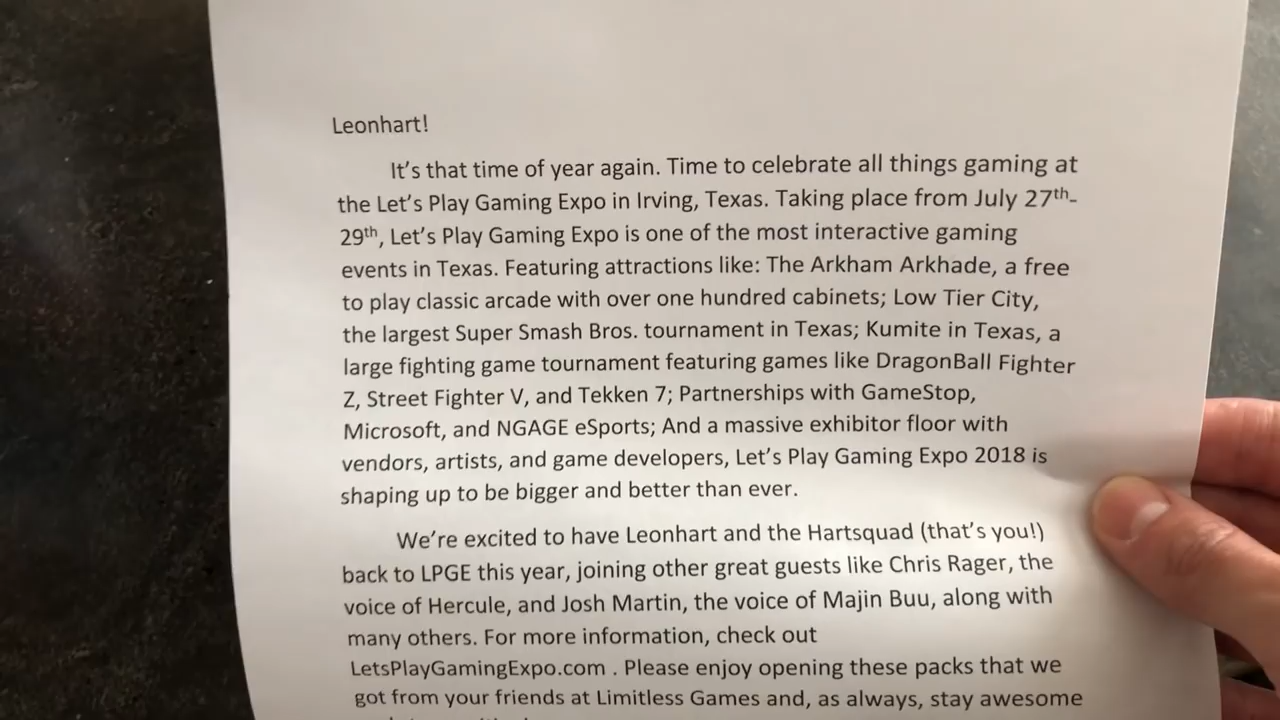 Leonhart!
It's that time of year again. Time to celebrate all things gaming at
the Let's Play Gaming Expo in Irving, Texas. Taking place from July 27th-
29th, Let's Play Gaming Expo is one of the most interactive gaming
events in Texas. Featuring attractions like: The Arkham Arkhade, a free
to play classic arcade with over one hundred cabinets; Low Tier City,
the largest Super Smash Bros. tournament in Texas; Kumite in Texas, a
large fighting game tournament featuring games like DragonBall Fighter
Z, Street Fighter V, and Tekken 7; Partnerships with GameStop,
Microsoft, and NGAGE eSports; And a massive exhibitor floor with
vendors, artists, and game developers, Let's Play Gaming Expo 2018 is
shaping up to be bigger and better than ever.
We're excited to have Leonhart and the Hartsquad (that's you!)
back to LPGE this year, joining other great guests like Chris Rager, the
voice of Hercule, and Josh Martin, the voice of Majin Buu, along with
many others. For more information, check out
LetsPlayGamingExpo.com . Please enjoy opening these packs that we
got from your friends at Limitless Games and, as always, stay awesome